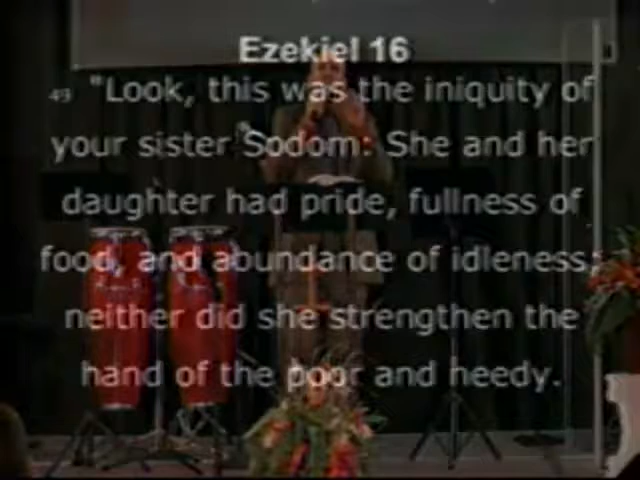 Ezekiel 16
49 "Look, this was the iniquity of
your sister Sodom: She and her
daughter had pride, fullness of
food, and abundance of idleness;
neither did she strengthen the
hand of the poor and needy.